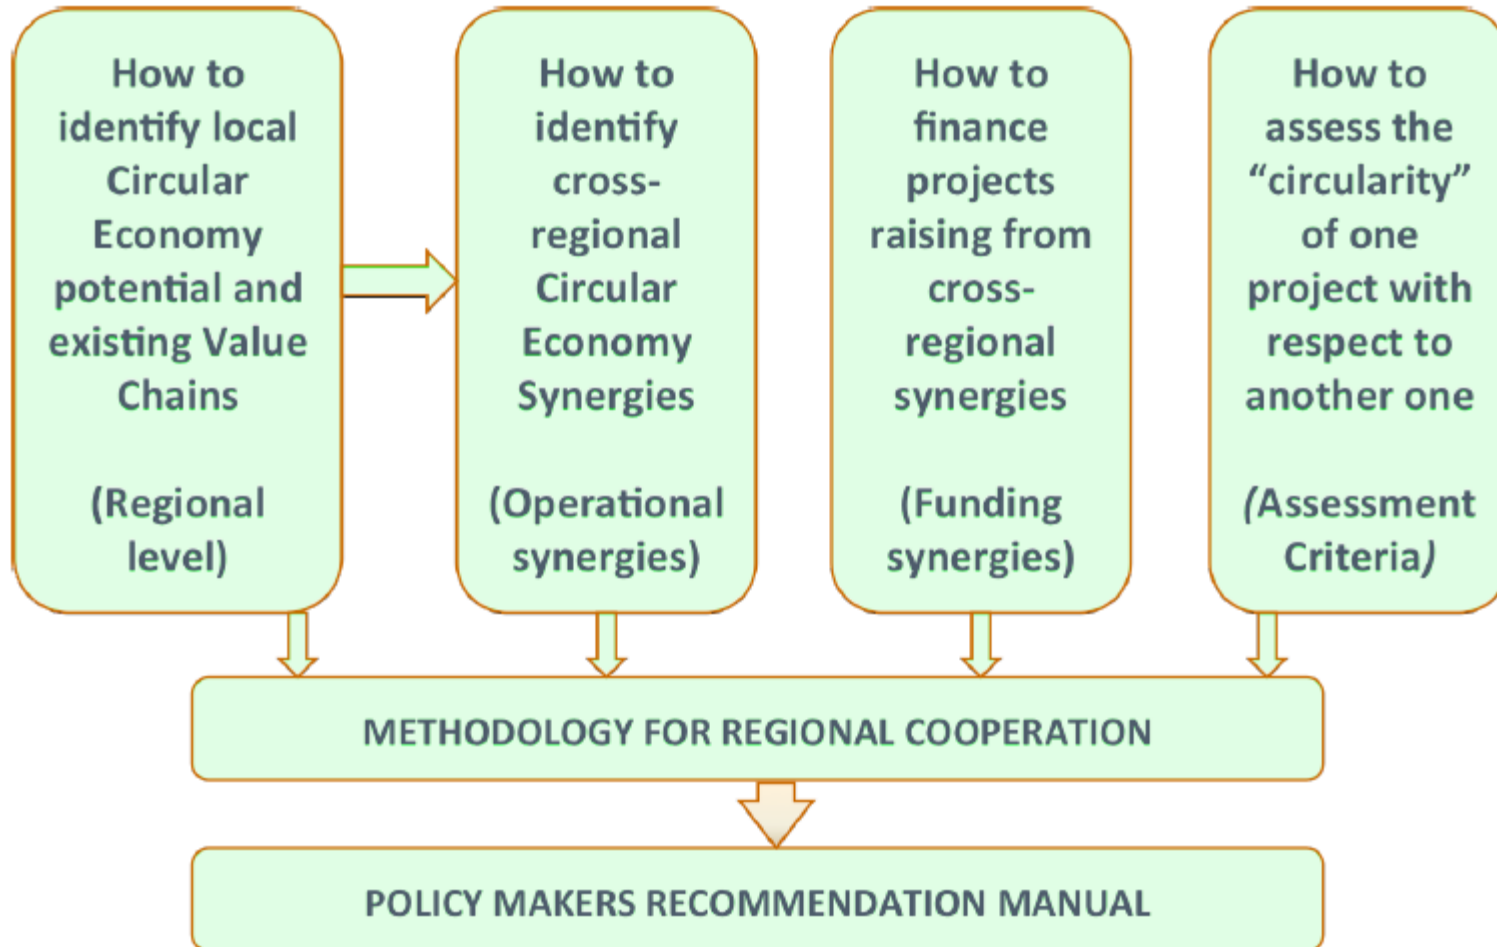 How to
identify local
Circular
Economy
potential and
existing Value
Chains
(Regional
level)
How to
identify
cross-
regional
Circular
Economy
Synergies
(Operational
synergies)
How to
finance
projects
raising from
cross-
regional
synergies
(Funding
synergies)
How to
assess the
“circularity”
of one
project with
respect to
another one
(Assessment
Criteria)
METHODOLOGY FOR REGIONAL COOPERATION
POLICY MAKERS RECOMMENDATION MANUAL